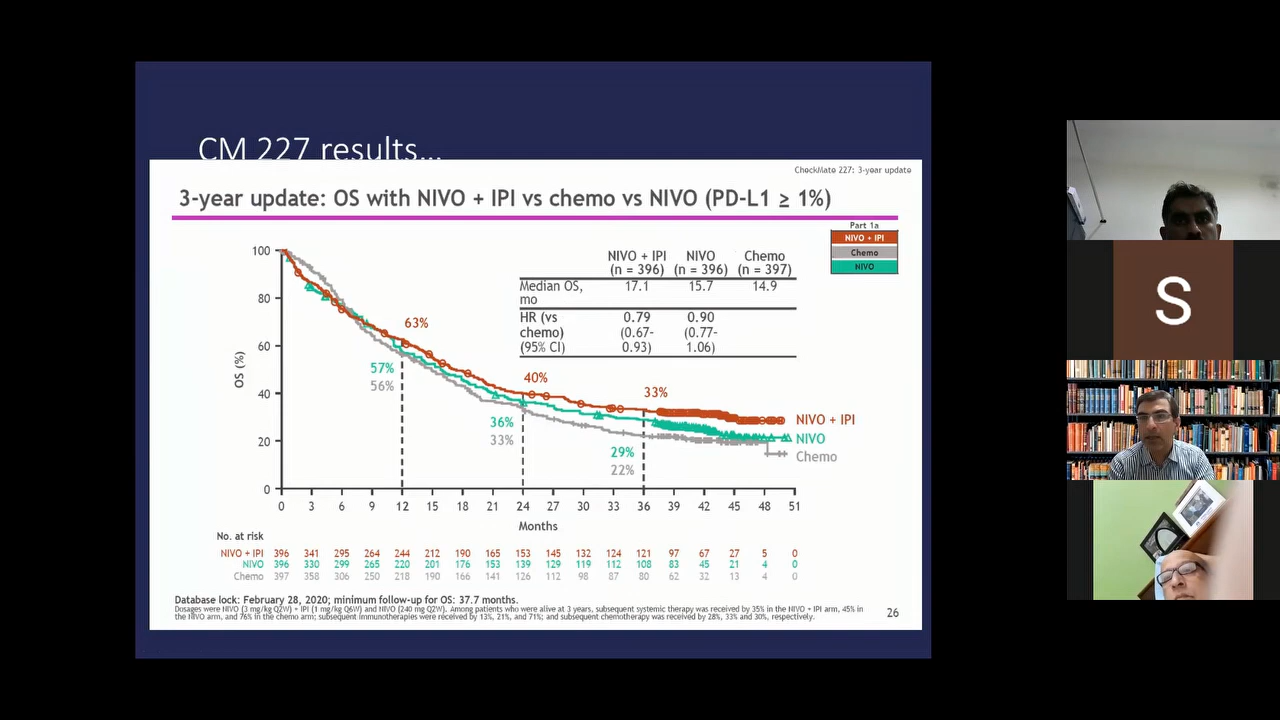 CM 227 results...
CheckMate 227: 3-year update
3-year update: OS with NIVO + IPI vs chemo vs NIVO (PD-L1 ≥ 1%)
Part 1a
NIVO + IPI
Chemo
NIVO
NIVO + IPI NIVO Chemo
(n = 396) (n = 396) (n = 397)
Median OS, 17.1 15.7 14.9
mo
HR (vs 0.79 0.90
chemo) (0.67- (0.77-
(95% CI) 0.93) 1.06)
OS (%)
100
80
60
40
20
0
63%
57%
56%
40%
36%
33%
33%
29%
22%
NIVO + IPI
NIVO
Chemo
0 3 6 9 12 15 18 21 24 27 30 33 36 39 42 45 48 51
Months
No. at risk
NIVO + IPI 396 341 295 264 244 212 190 165 153 145 132 124 121 97 67 27 5 0
NIVO 396 330 299 265 220 201 176 153 139 129 119 112 108 83 45 21 4 0
Chemo 397 358 306 250 218 190 166 141 126 112 98 87 80 62 32 13 4 0
Database lock: February 28, 2020; minimum follow-up for OS: 37.7 months.
Dosages were NIVO (3 mg/kg Q2W) + IPI (1 mg/kg Q6W) and NIVO (240 mg Q2W). Among patients who were alive at 3 years, subsequent systemic therapy was received by 35% in the NIVO + IPI arm, 45% in
the NIVO arm, and 76% in the chemo arm; subsequent immunotherapies were received by 13%, 21%, and 71%; and subsequent chemotherapy was received by 28%, 33% and 30%, respectively.
26
S